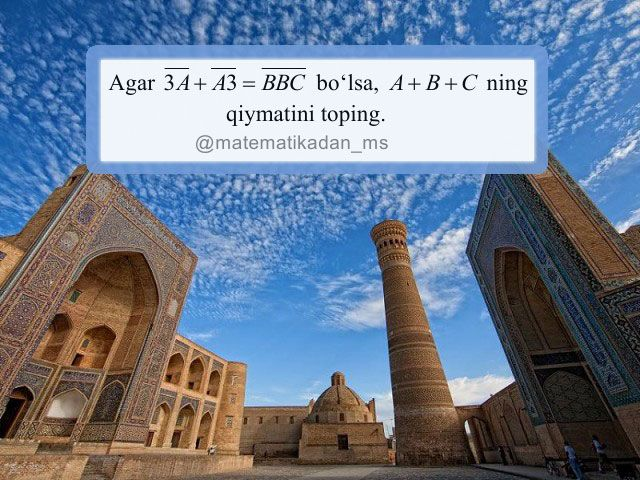 Agar 3A + A3 = BBC bo‘lsa, A + B + C ning
qiymatini toping.
@matematikadan_ms